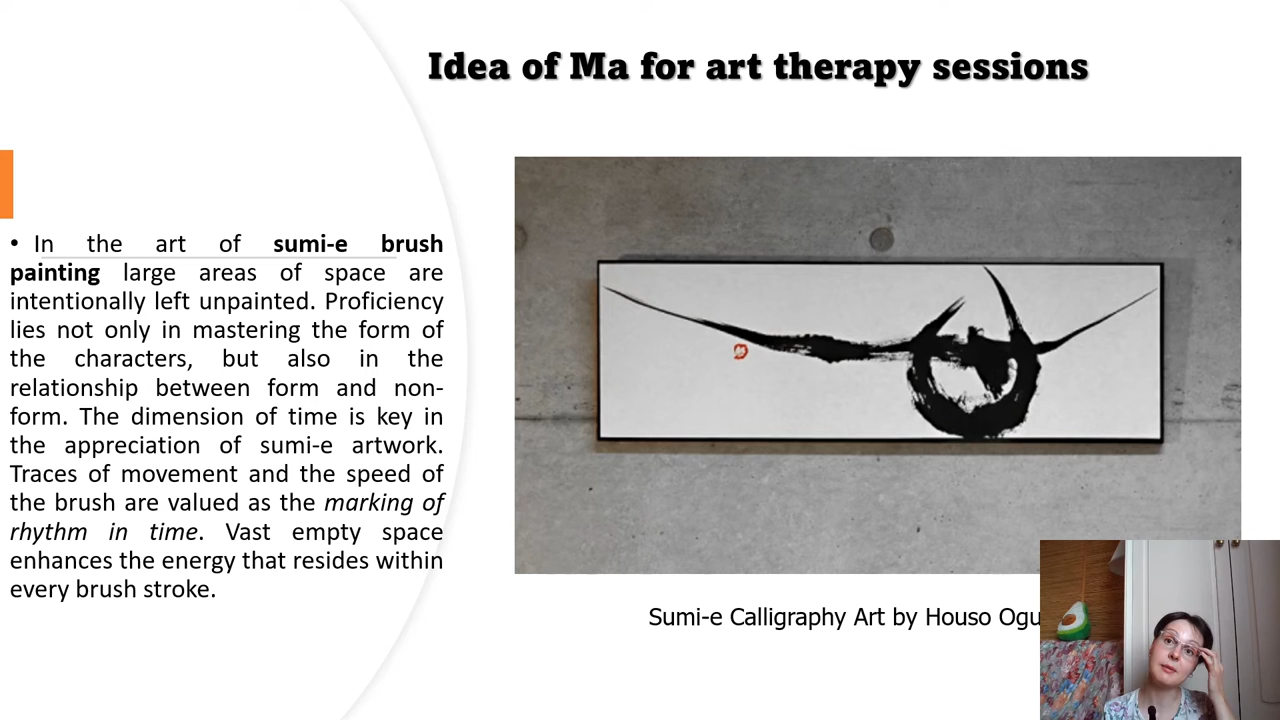 Idea of Ma for art therapy sessions
• In the art of sumi-e brush
painting large areas of space are
intentionally left unpainted. Proficiency
lies not only in mastering the form of
the characters, but also in the
relationship between form and non-
form. The dimension of time is key in
the appreciation of sumi-e artwork.
Traces of movement and the speed of
the brush are valued as the marking of
rhythm in time. Vast empty space
enhances the energy that resides within
every brush stroke.
Sumi-e Calligraphy Art by Houso